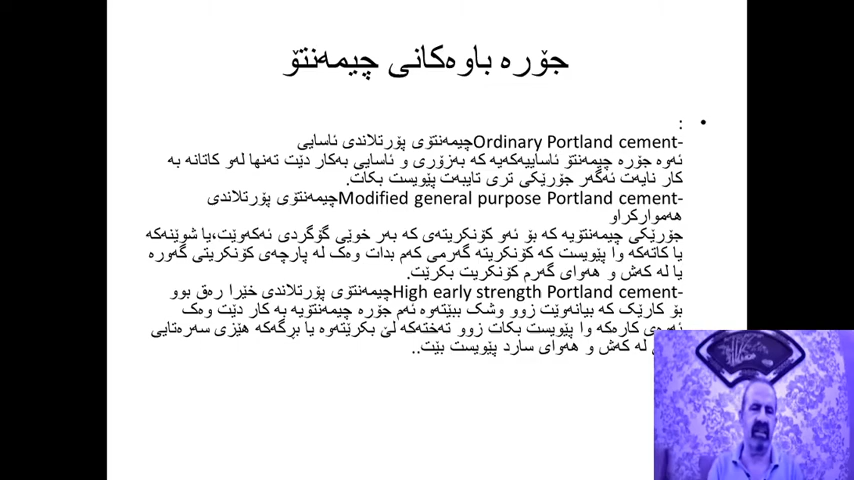 جۆرە باوەکانی چیمەنتۆ
:
-Ordinary Portland cementچیمەنتۆی پۆرتلاندی ئاسایی
ئەوە جۆرە چیمەنتۆ ئاساییەکەیە کە بەزۆری و ئاسایی بەکار دێت تەنها لەو کاتانە بە
کار نایەت ئەگەر جۆرێکی تری تایبەت پێویست بکات.
-Modified general purpose Portland cementچیمەنتۆی پۆرتلاندی
هەموارکراو
جۆرێکی چیمەنتۆیە کە بۆ ئەو کۆنکریتەی کە بەر خوێی گۆگردی ئەکەوێت،یا شوێنەکە
یا کاتەکە وا پێویست کە کۆنکریتە گەرمی کەم بدات وەک لە پارچەی کۆنکریتی گەورە
یا لە کەش و هەوای گەرم کۆنکریت بکرێت.
-High early strength Portland cementچیمەنتۆی پۆرتلاندی خێرا رەق بوو
بۆ کارێک کە بیانەوێت زوو وشک ببێتەوە ئەم جۆرە چیمەنتۆیە بە کار دێت وەک
کارەکە وا پێویست بکات زوو تەختەکە لێ بکرێتەوە یا بڕگەکە هێزی سەرەتایی
لە کەش و هەوای سارد پێویست بێت..